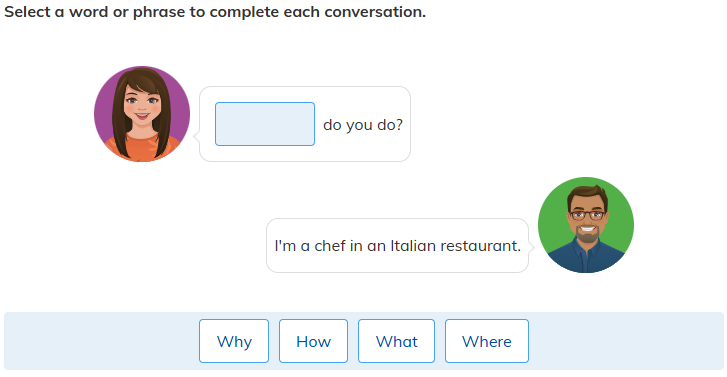 Select a word or phrase to complete each conversation.
do you do?
I'm a chef in an Italian restaurant.
Why How What Where